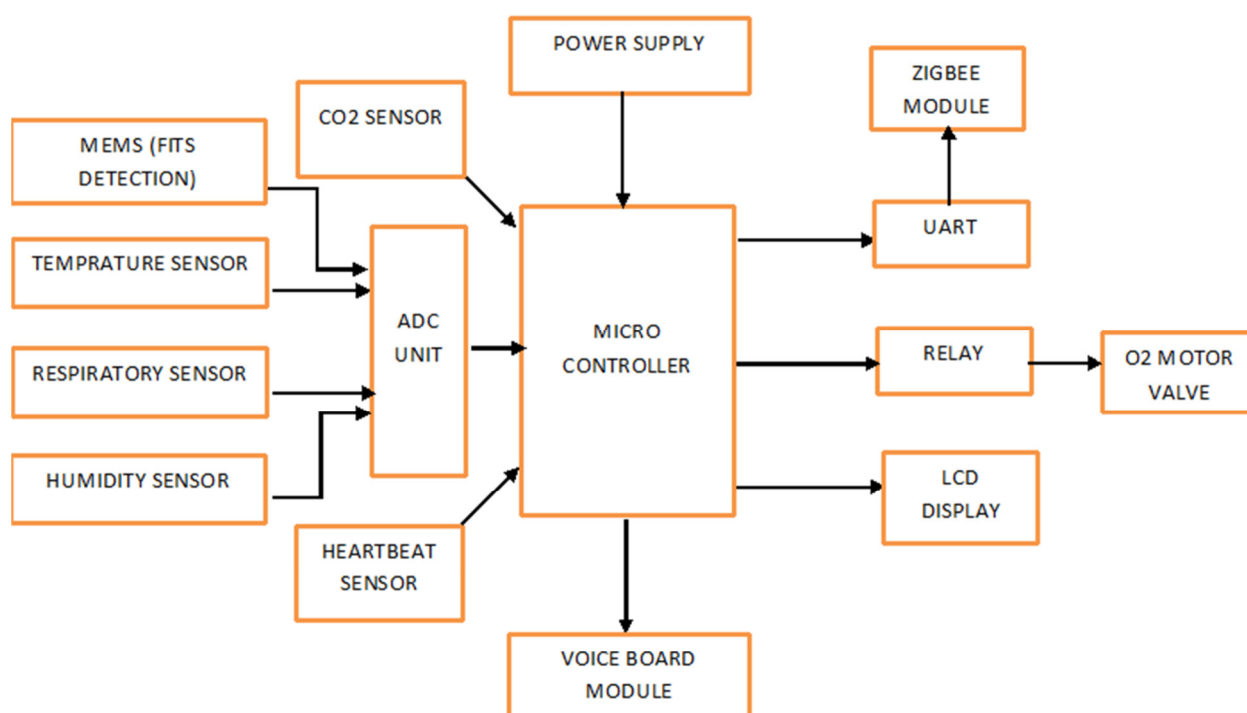 POWER SUPPLY
ZIGBEE
MODULE
CO2 SENSOR
MEMS (FITS
DETECTION)
UART
TEMPRATURE SENSOR
ADC
UNIT
MICRO
CONTROLLER
RELAY
O2 MOTOR
VALVE
RESPIRATORY SENSOR
HUMIDITY SENSOR
LCD
DISPLAY
HEARTBEAT
SENSOR
VOICE BOARD
MODULE